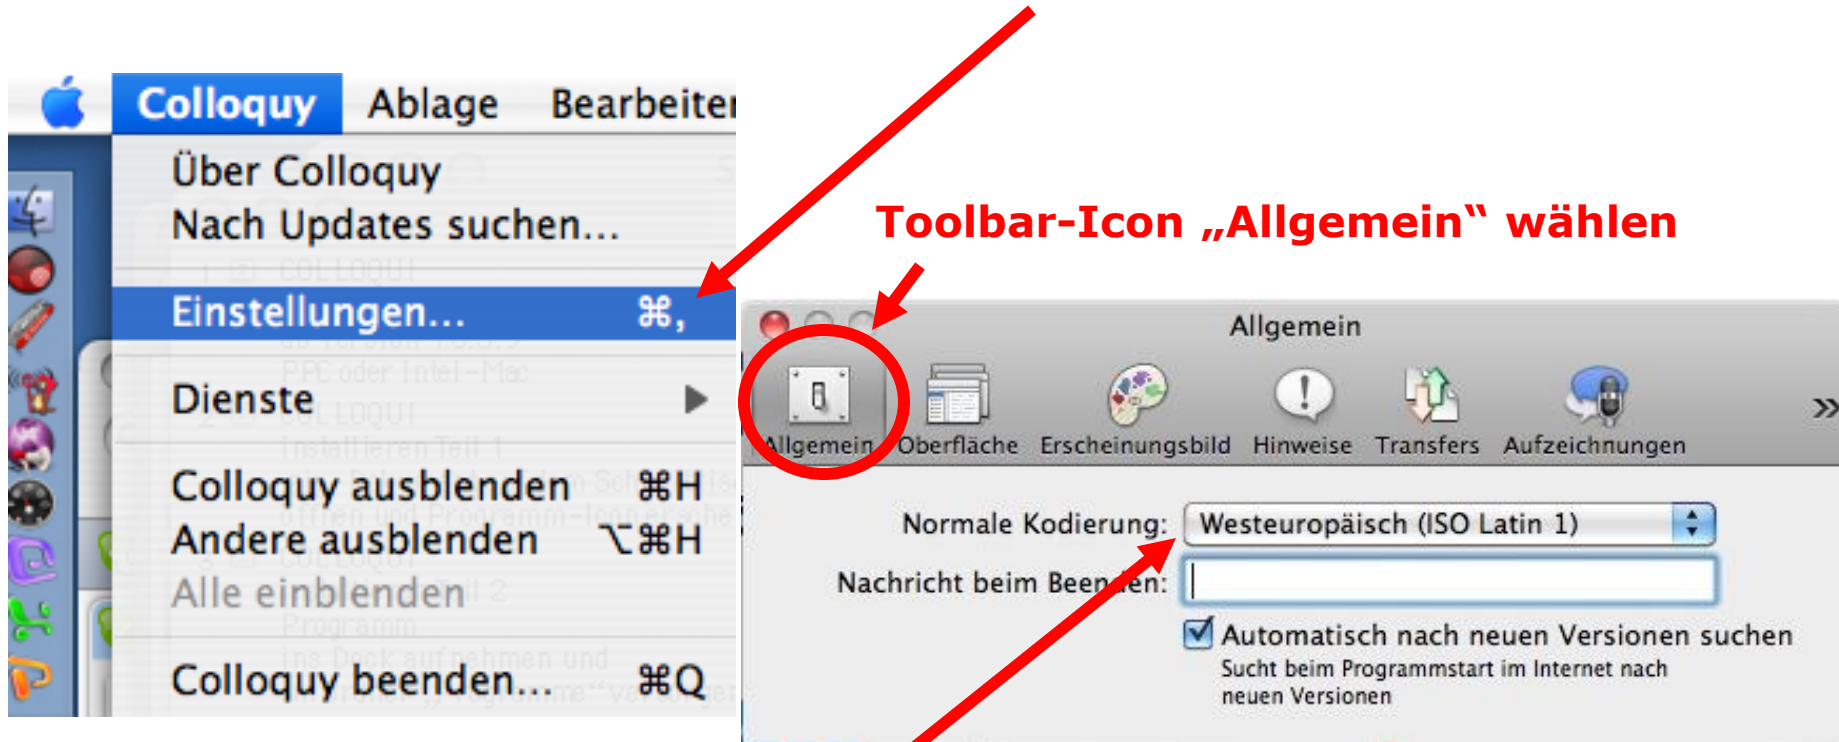 Colloquy Ablage Bearbeiten
Über Colloquy
Nach Updates suchen...
Einstellungen... ⌘,
Dienste
Colloquy ausblenden ⌘H
Andere ausblenden ⌥⌘H
Alle einblenden
Colloquy beenden... ⌘Q
Toolbar-Icon „Allgemein“ wählen
Allgemein
Allgemein Oberfläche Erscheinungsbild Hinweise Transfers Aufzeichnungen »
Normale Kodierung: Westeuropäisch (ISO Latin 1)
Nachricht beim Beenden:
Automatisch nach neuen Versionen suchen
Sucht beim Programmstart im Internet nach
neuen Versionen